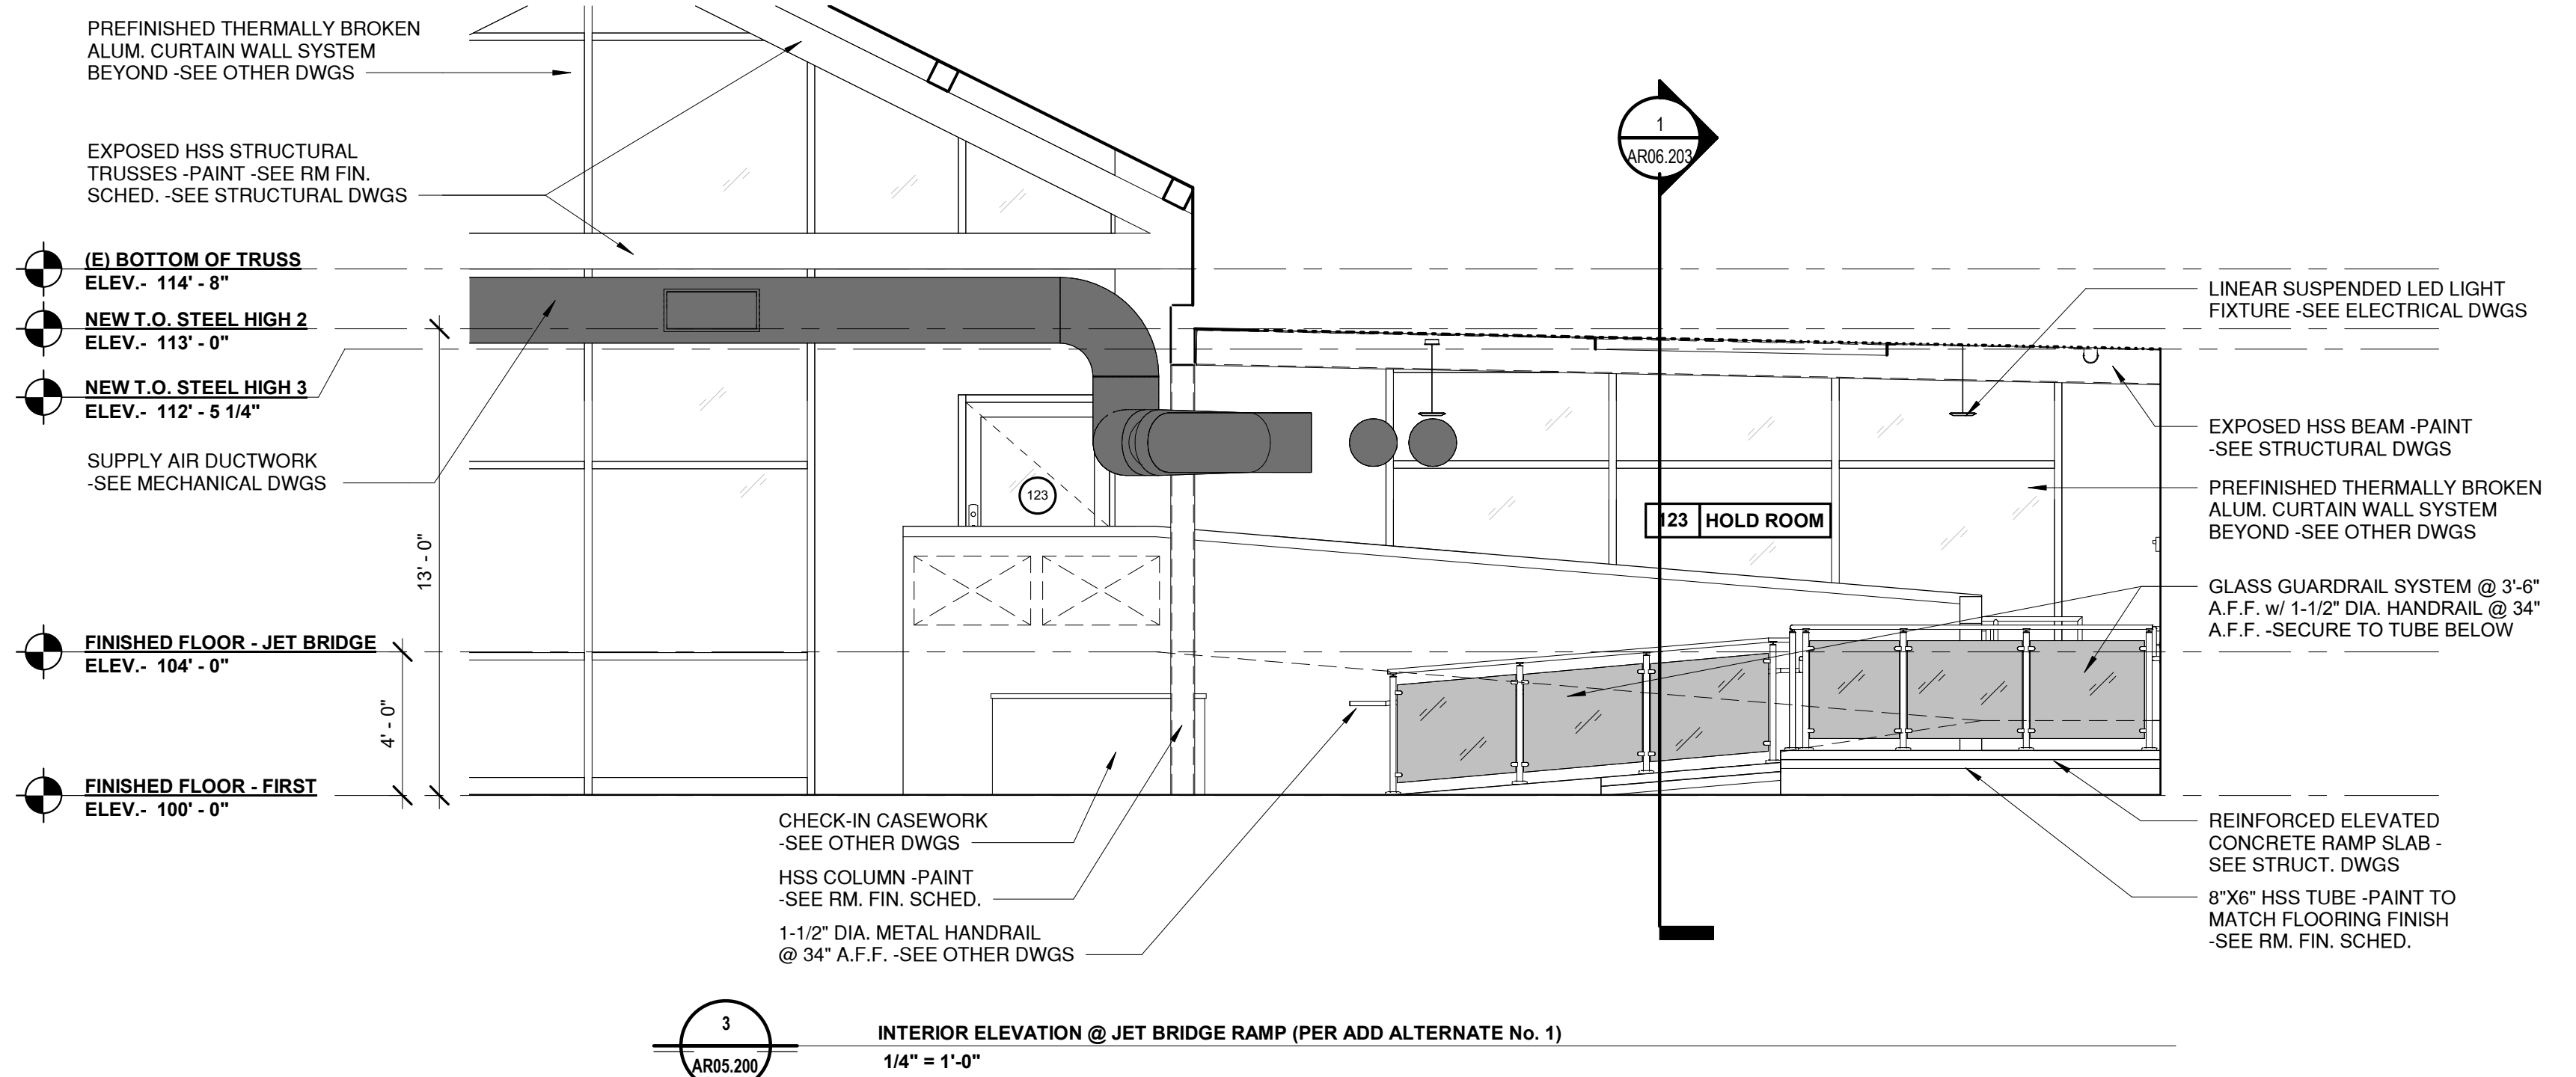 PREFINISHED THERMALLY BROKEN
ALUM. CURTAIN WALL SYSTEM
BEYOND -SEE OTHER DWGS
EXPOSED HSS STRUCTURAL
TRUSSES -PAINT -SEE RM FIN.
SCHED. -SEE STRUCTURAL DWGS
(E) BOTTOM OF TRUSS
ELEV.- 114' - 8"
NEW T.O. STEEL HIGH 2
ELEV.- 113' - 0"
NEW T.O. STEEL HIGH 3
ELEV.- 112' - 5 1/4"
SUPPLY AIR DUCTWORK
-SEE MECHANICAL DWGS
13' - 0"
FINISHED FLOOR - JET BRIDGE
ELEV.- 104' - 0"
4' - 0"
FINISHED FLOOR - FIRST
ELEV.- 100' - 0"
123
1
AR06.203
123 HOLD ROOM
LINEAR SUSPENDED LED LIGHT
FIXTURE -SEE ELECTRICAL DWGS
EXPOSED HSS BEAM -PAINT
-SEE STRUCTURAL DWGS
PREFINISHED THERMALLY BROKEN
ALUM. CURTAIN WALL SYSTEM
BEYOND -SEE OTHER DWGS
GLASS GUARDRAIL SYSTEM @ 3'-6"
A.F.F. w/ 1-1/2" DIA. HANDRAIL @ 34"
A.F.F. -SECURE TO TUBE BELOW
CHECK-IN CASEWORK
-SEE OTHER DWGS
HSS COLUMN -PAINT
-SEE RM. FIN. SCHED.
1-1/2" DIA. METAL HANDRAIL
@ 34" A.F.F. -SEE OTHER DWGS
REINFORCED ELEVATED
CONCRETE RAMP SLAB -
SEE STRUCT. DWGS
8"X6" HSS TUBE -PAINT TO
MATCH FLOORING FINISH
-SEE RM. FIN. SCHED.
3
AR05.200
INTERIOR ELEVATION @ JET BRIDGE RAMP (PER ADD ALTERNATE No. 1)
1/4" = 1'-0"